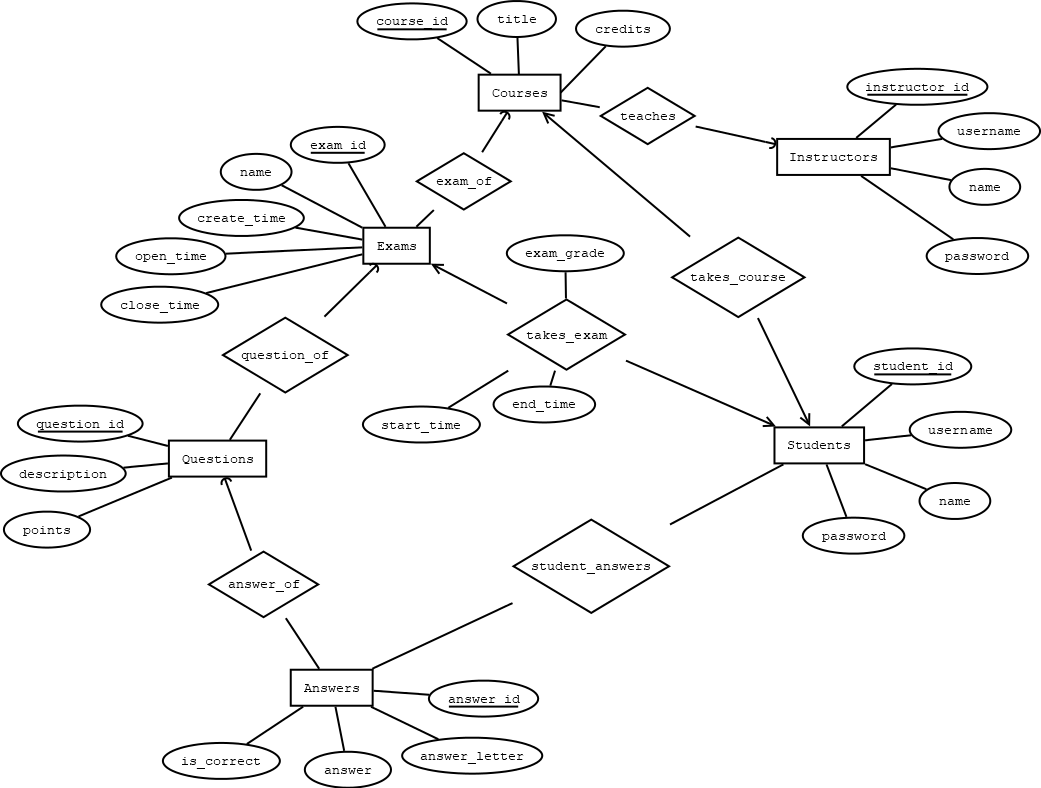 course_id
title
credits
Courses
instructor_id
teaches
username
exam_id
Instructors
name
exam_of
name
create_time
Exams
exam_grade
open_time
password
takes_course
close_time
takes_exam
question_of
student_id
end_time
question_id
start_time
username
Students
Questions
description
name
points
password
student_answers
answer_of
Answers
answer_id
answer_letter
is_correct
answer